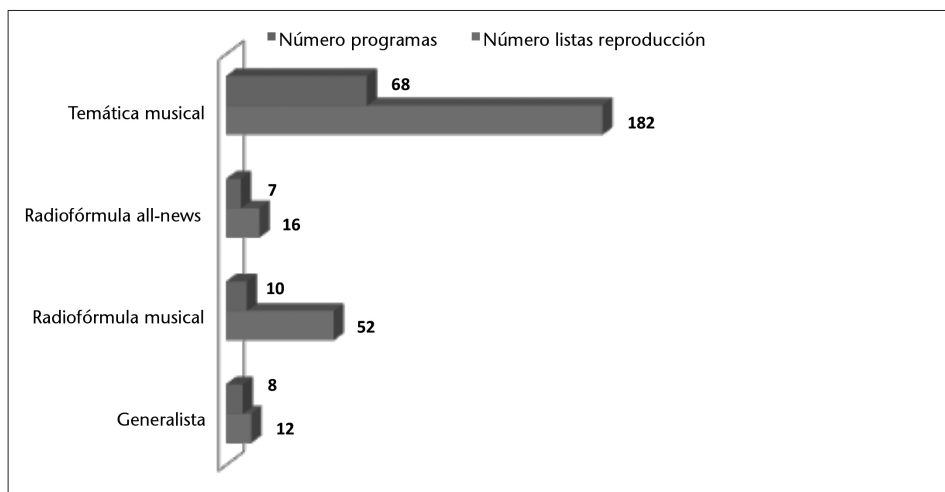 Número programas Número listas reproducción
Temática musical
68
182
Radiofórmula all-news
7
16
Radiofórmula musical
10
52
Generalista
8
12